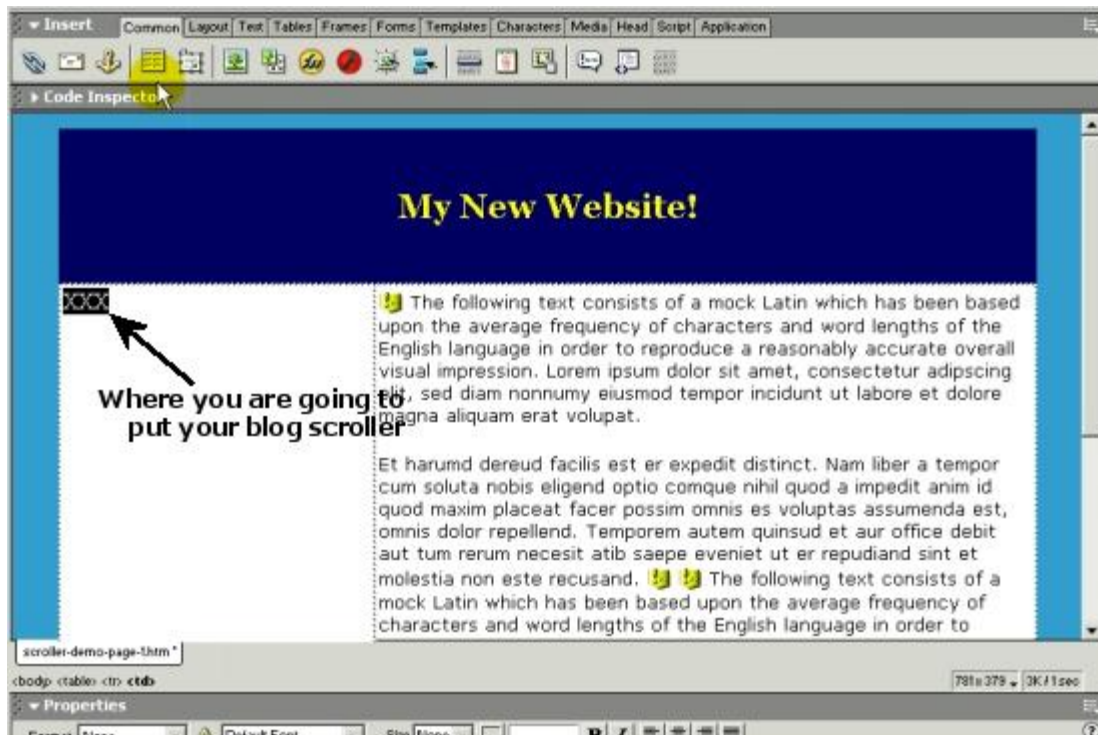 Insert Common Layout Text Tables Frames Forms Templates Characters Media Head Script Application
Code Inspector
My New Website!
XXX
Where you are going to
put your blog scroller
The following text consists of a mock Latin which has been based
upon the average frequency of characters and word lengths of the
English language in order to reproduce a reasonably accurate overall
visual impression. Lorem ipsum dolor sit amet, consectetur adipscing
elit, sed diam nonnumy eiusmod tempor incidunt ut labore et dolore
magna aliquam erat volupat.
Et harumd dereud facilis est er expedit distinct. Nam liber a tempor
cum soluta nobis eligend optio comque nihil quod a impedit anim id
quod maxim placeat facer possim omnis es voluptas assumenda est,
omnis dolor repellend. Temporem autem quinsud et aur office debit
aut tum rerum necesit atib saepe eveniet ut er repudiand sint et
molestia non este recusand. The following text consists of a
mock Latin which has been based upon the average frequency of
characters and word lengths of the English language in order to
scroller-demo-page-1.htm*
<body> <table> <tr> <td> 781 x 379 3K / 1 sec
Properties
Format None Default Font Size None B I